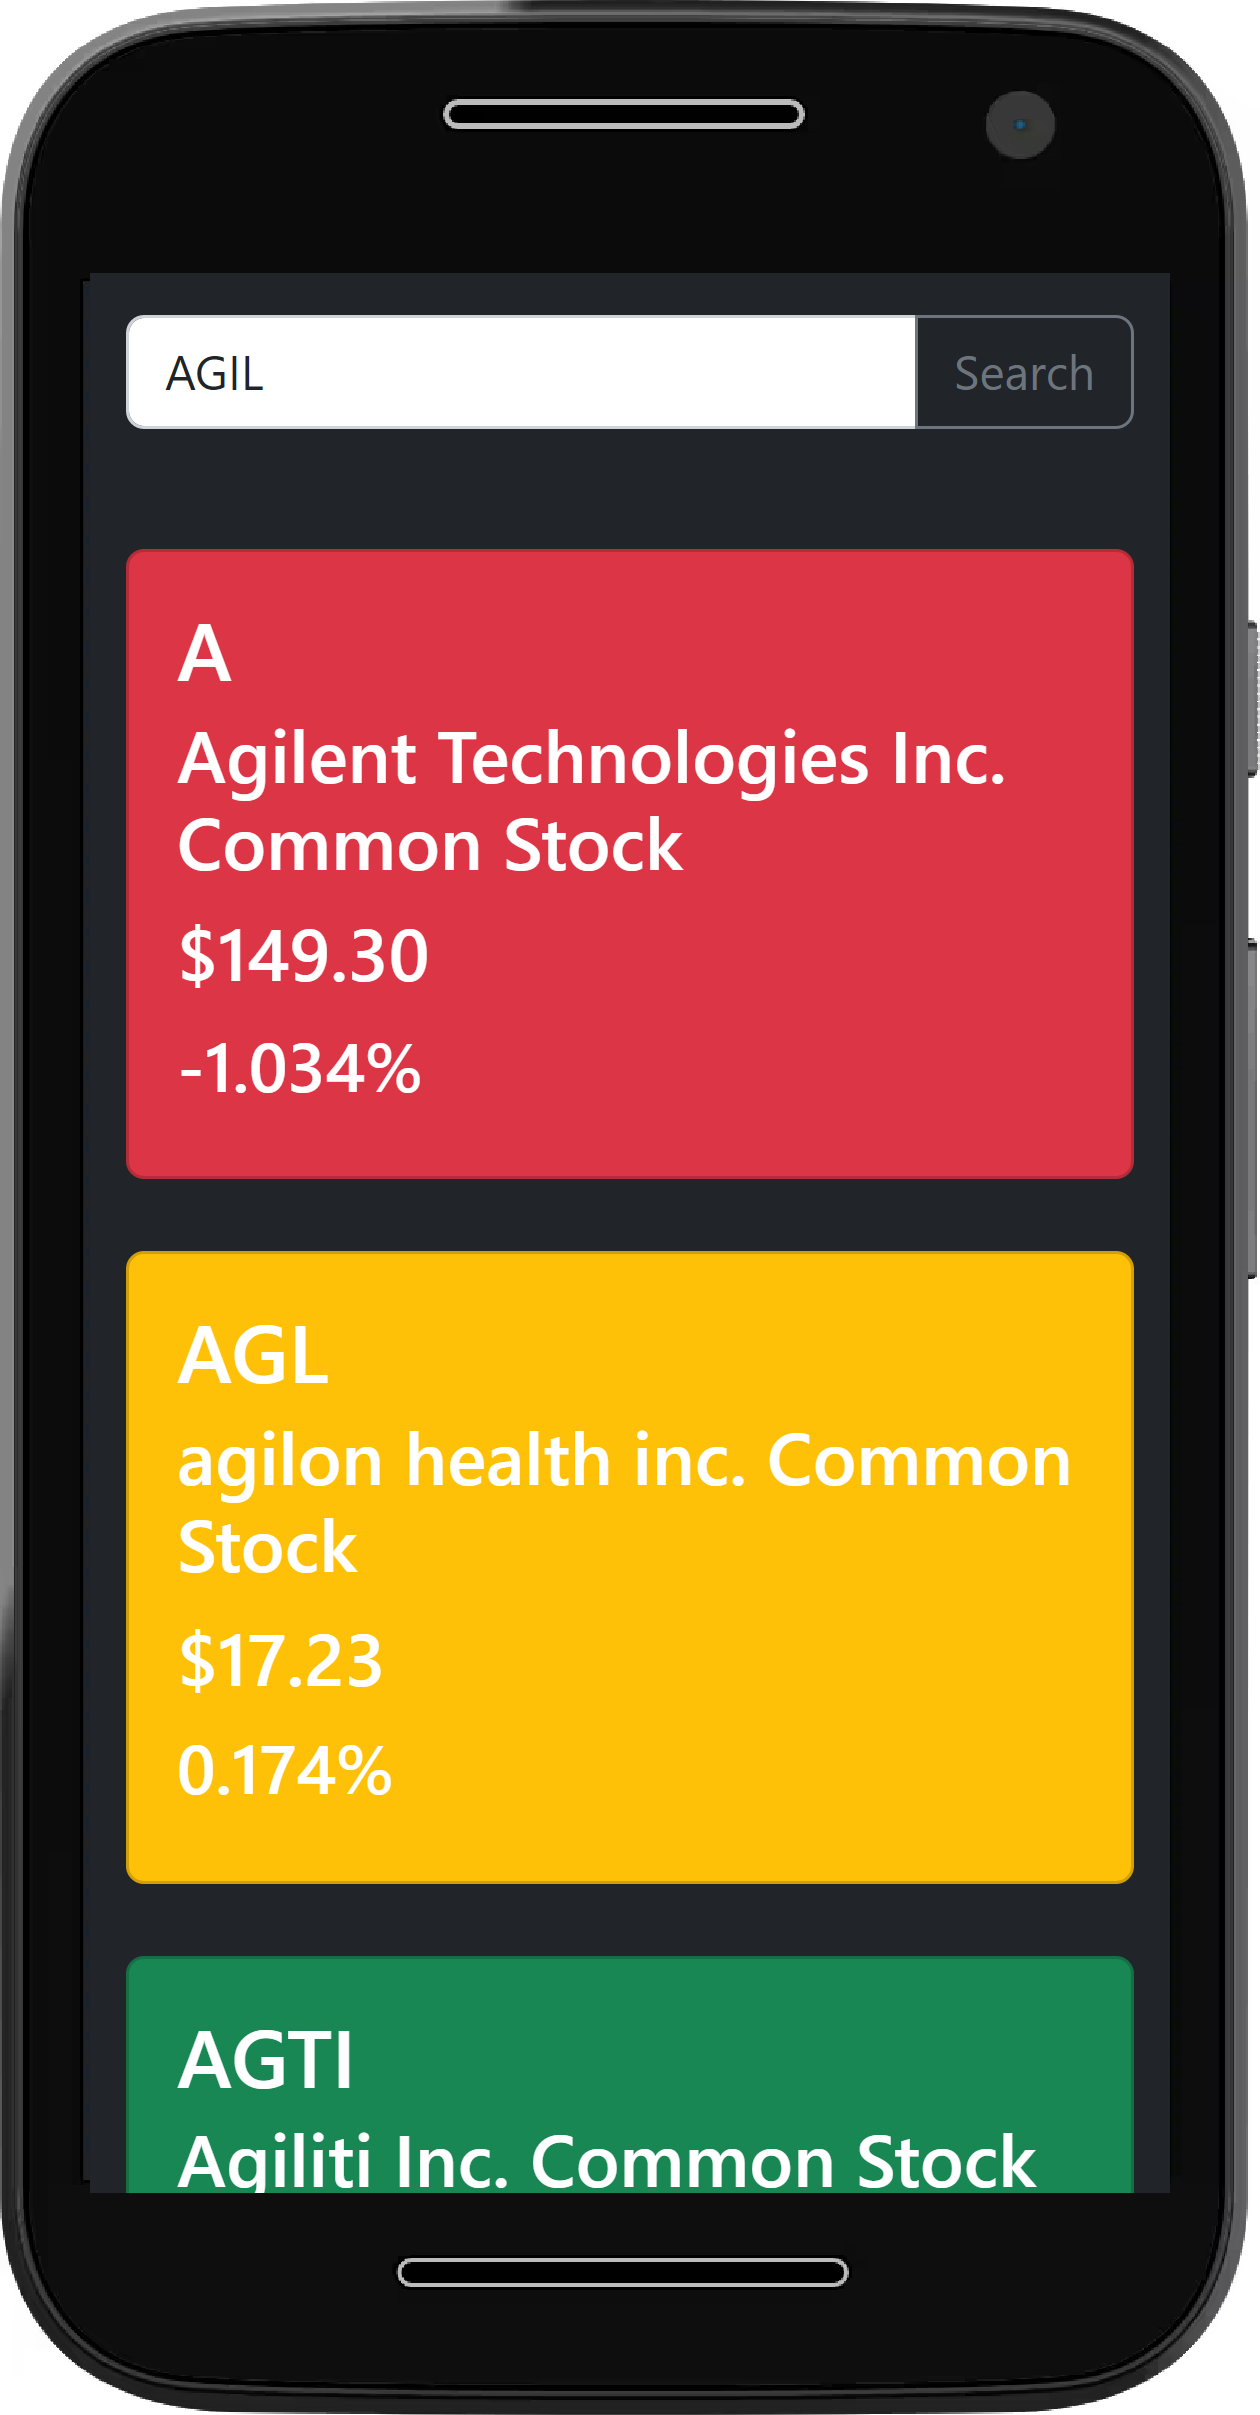 AGIL
Search
A
Agilent Technologies Inc.
Common Stock
$149.30
-1.034%
AGL
agilon health inc. Common
Stock
$17.23
0.174%
AGTI
Agiliti Inc. Common Stock